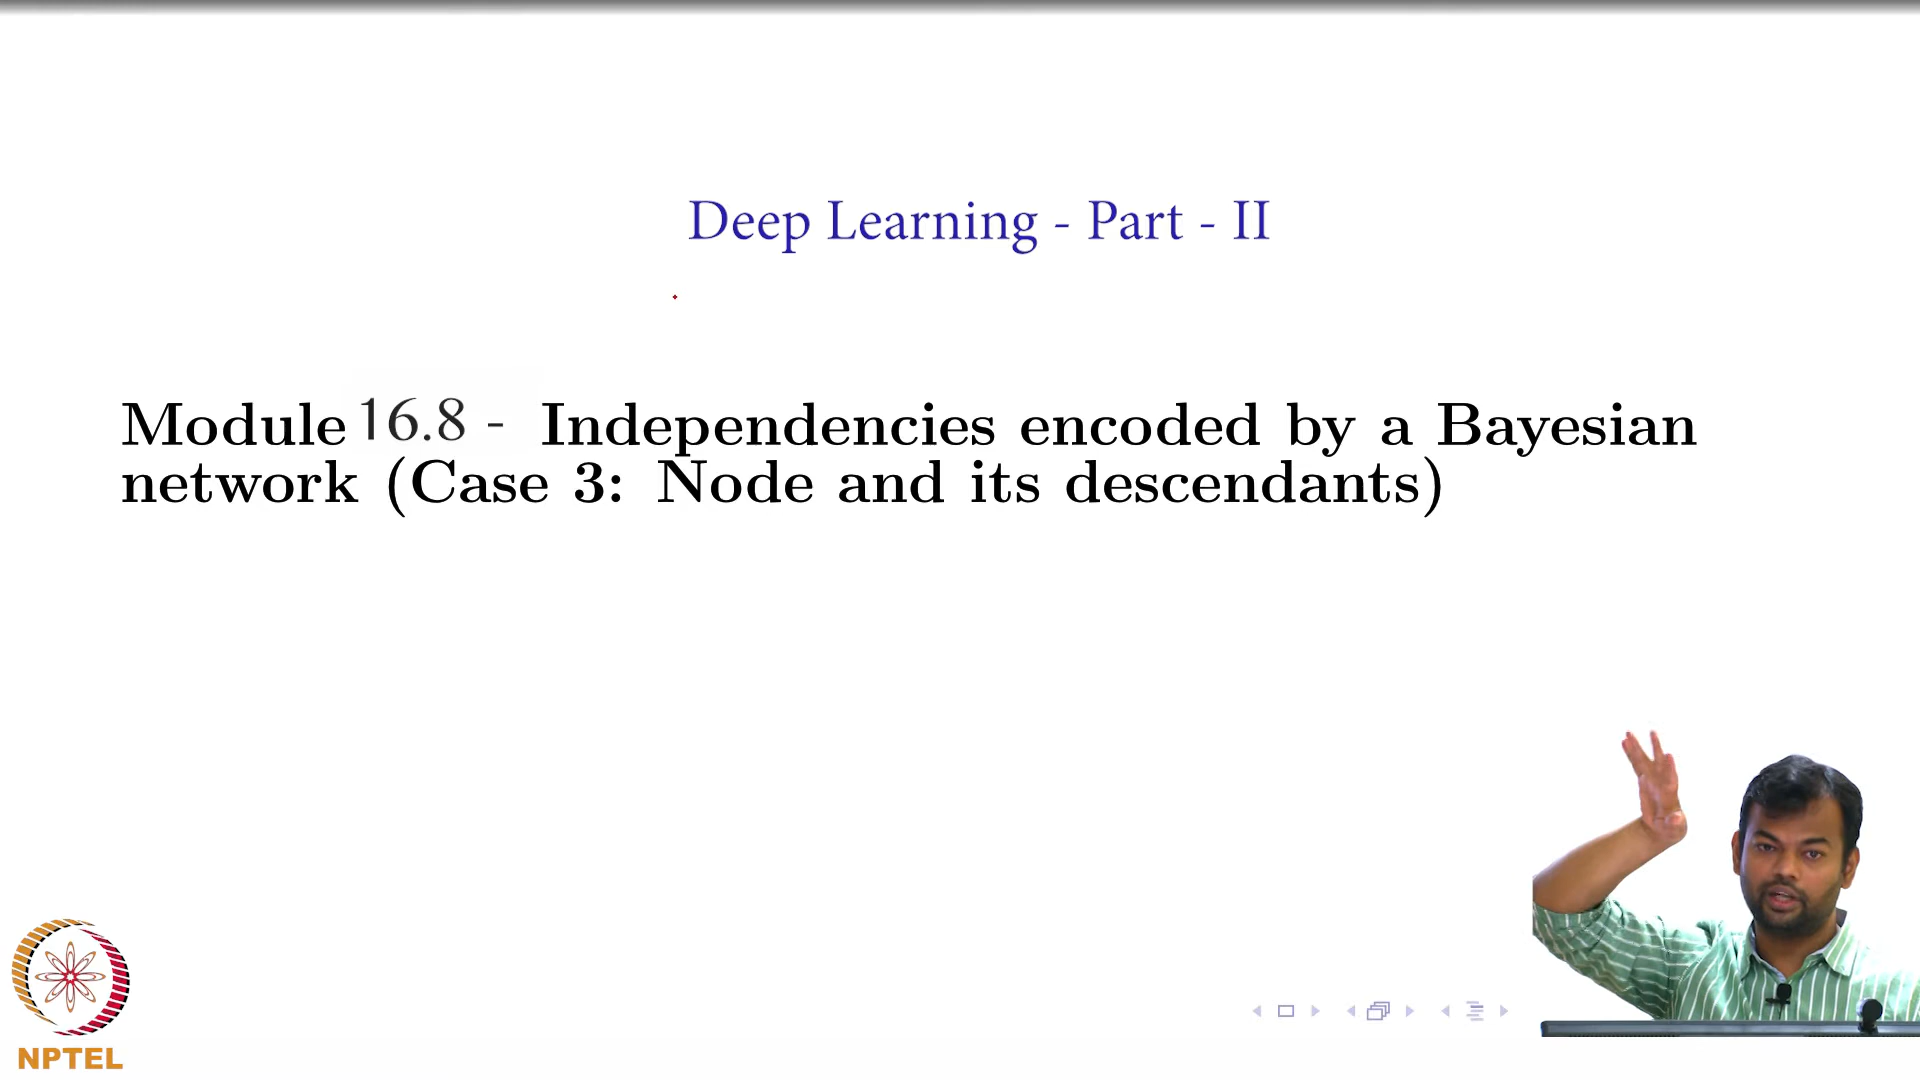 Deep Learning - Part - II
Module 16.8 - Independencies encoded by a Bayesian
network (Case 3: Node and its descendants)
NPTEL